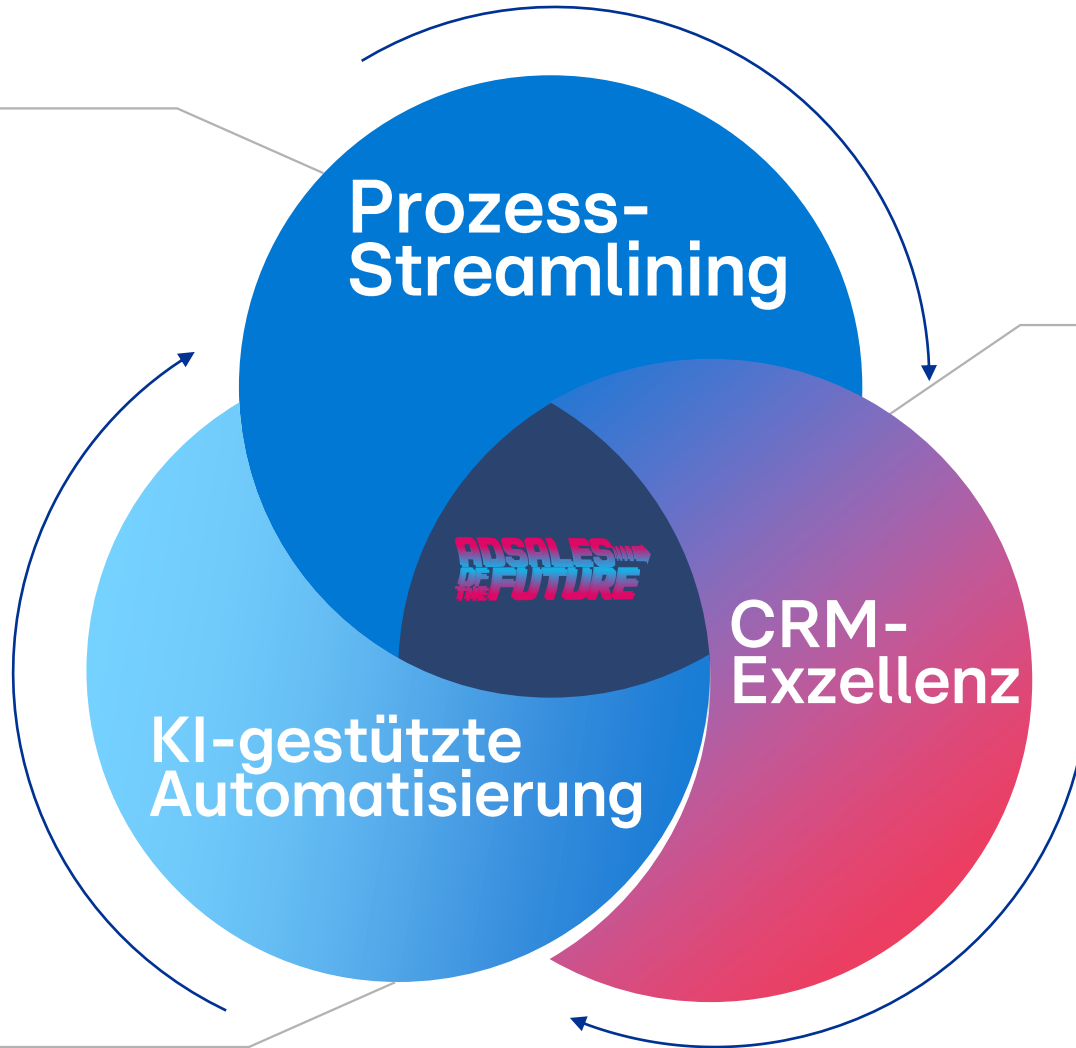 Prozess-
Streamlining
ADSALES
OF THE FUTURE
CRM-
Exzellenz
KI-gestützte
Automatisierung